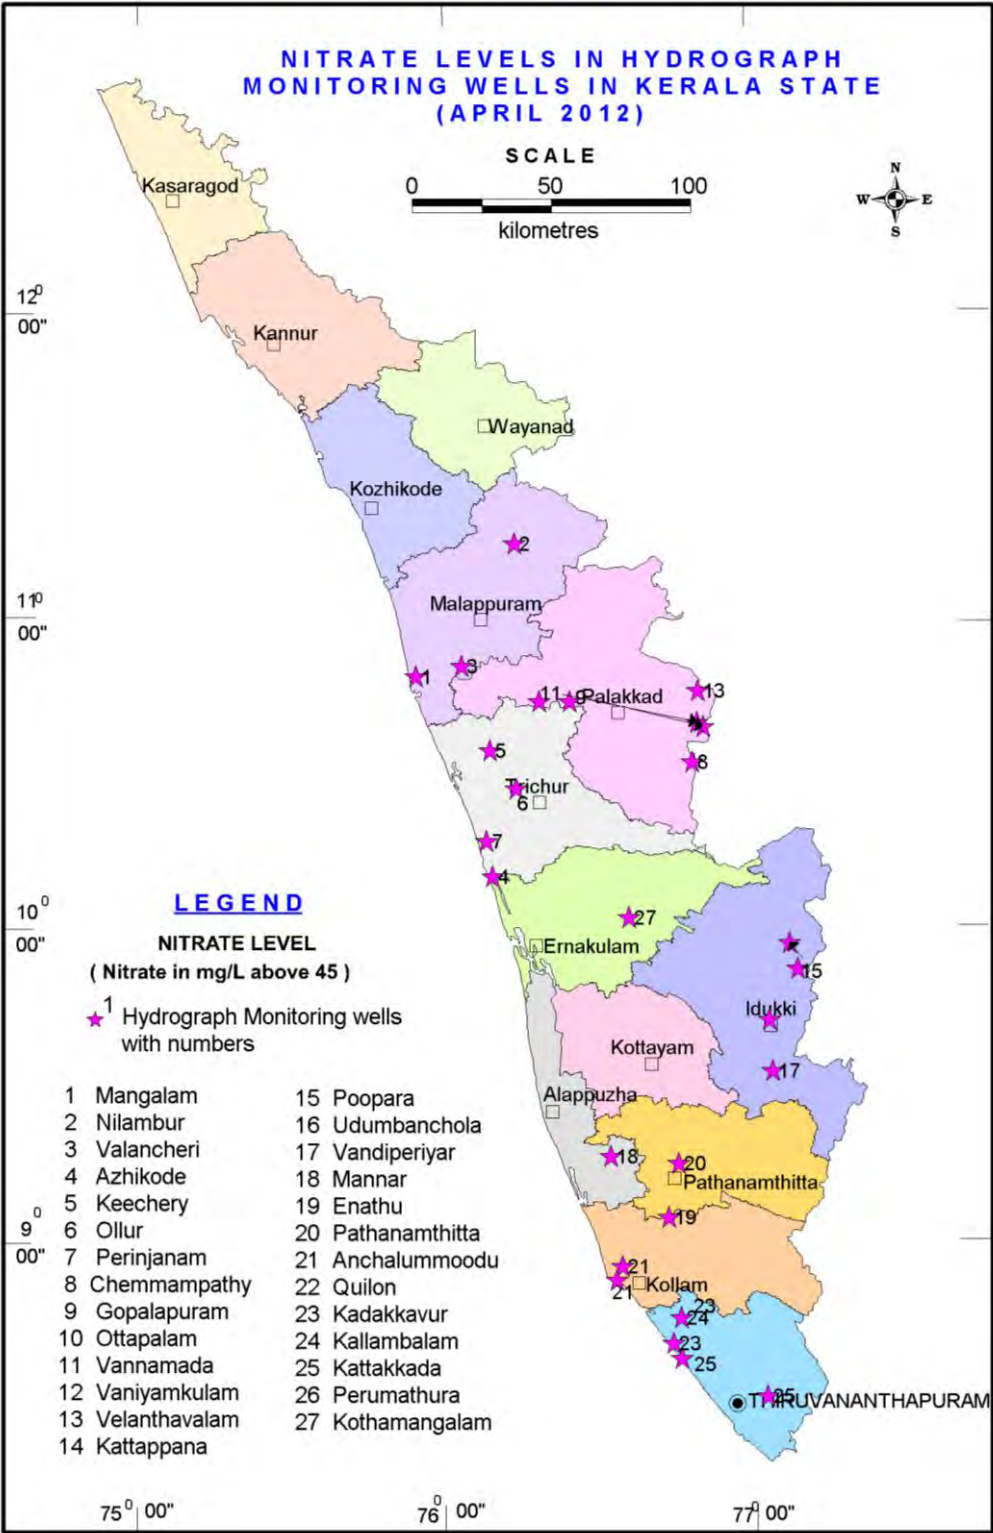 NITRATE LEVELS IN HYDROGRAPH
MONITORING WELLS IN KERALA STATE
(APRIL 2012)
SCALE
0 50 100
kilometres
N
W E
S
Kasaragod
12⁰
00"
Kannur
Wayanad
Kozhikode
2
11⁰
00"
Malappuram
3
1
11 9 Palakkad 13
8
5
Trichur
6
7
4
10⁰
00"
27
Ernakulam
15
Idukki
17
Kottayam
Alappuzha
18
20
Pathanamthitta
19
9⁰
00"
21
21
Kollam
23
24
23
25
25
THIRUVANANTHAPURAM
LEGEND
NITRATE LEVEL
( Nitrate in mg/L above 45 )
1 Hydrograph Monitoring wells
with numbers
1 Mangalam
2 Nilambur
3 Valancheri
4 Azhikode
5 Keechery
6 Ollur
7 Perinjanam
8 Chemmampathy
9 Gopalapuram
10 Ottapalam
11 Vannamada
12 Vaniyamkulam
13 Velanthavalam
14 Kattappana
15 Poopara
16 Udumbanchola
17 Vandiperiyar
18 Mannar
19 Enathu
20 Pathanamthitta
21 Anchalummoodu
22 Quilon
23 Kadakkavur
24 Kallambalam
25 Kattakkada
26 Perumathura
27 Kothamangalam
75⁰ 00" 76⁰ 00" 77⁰ 00"